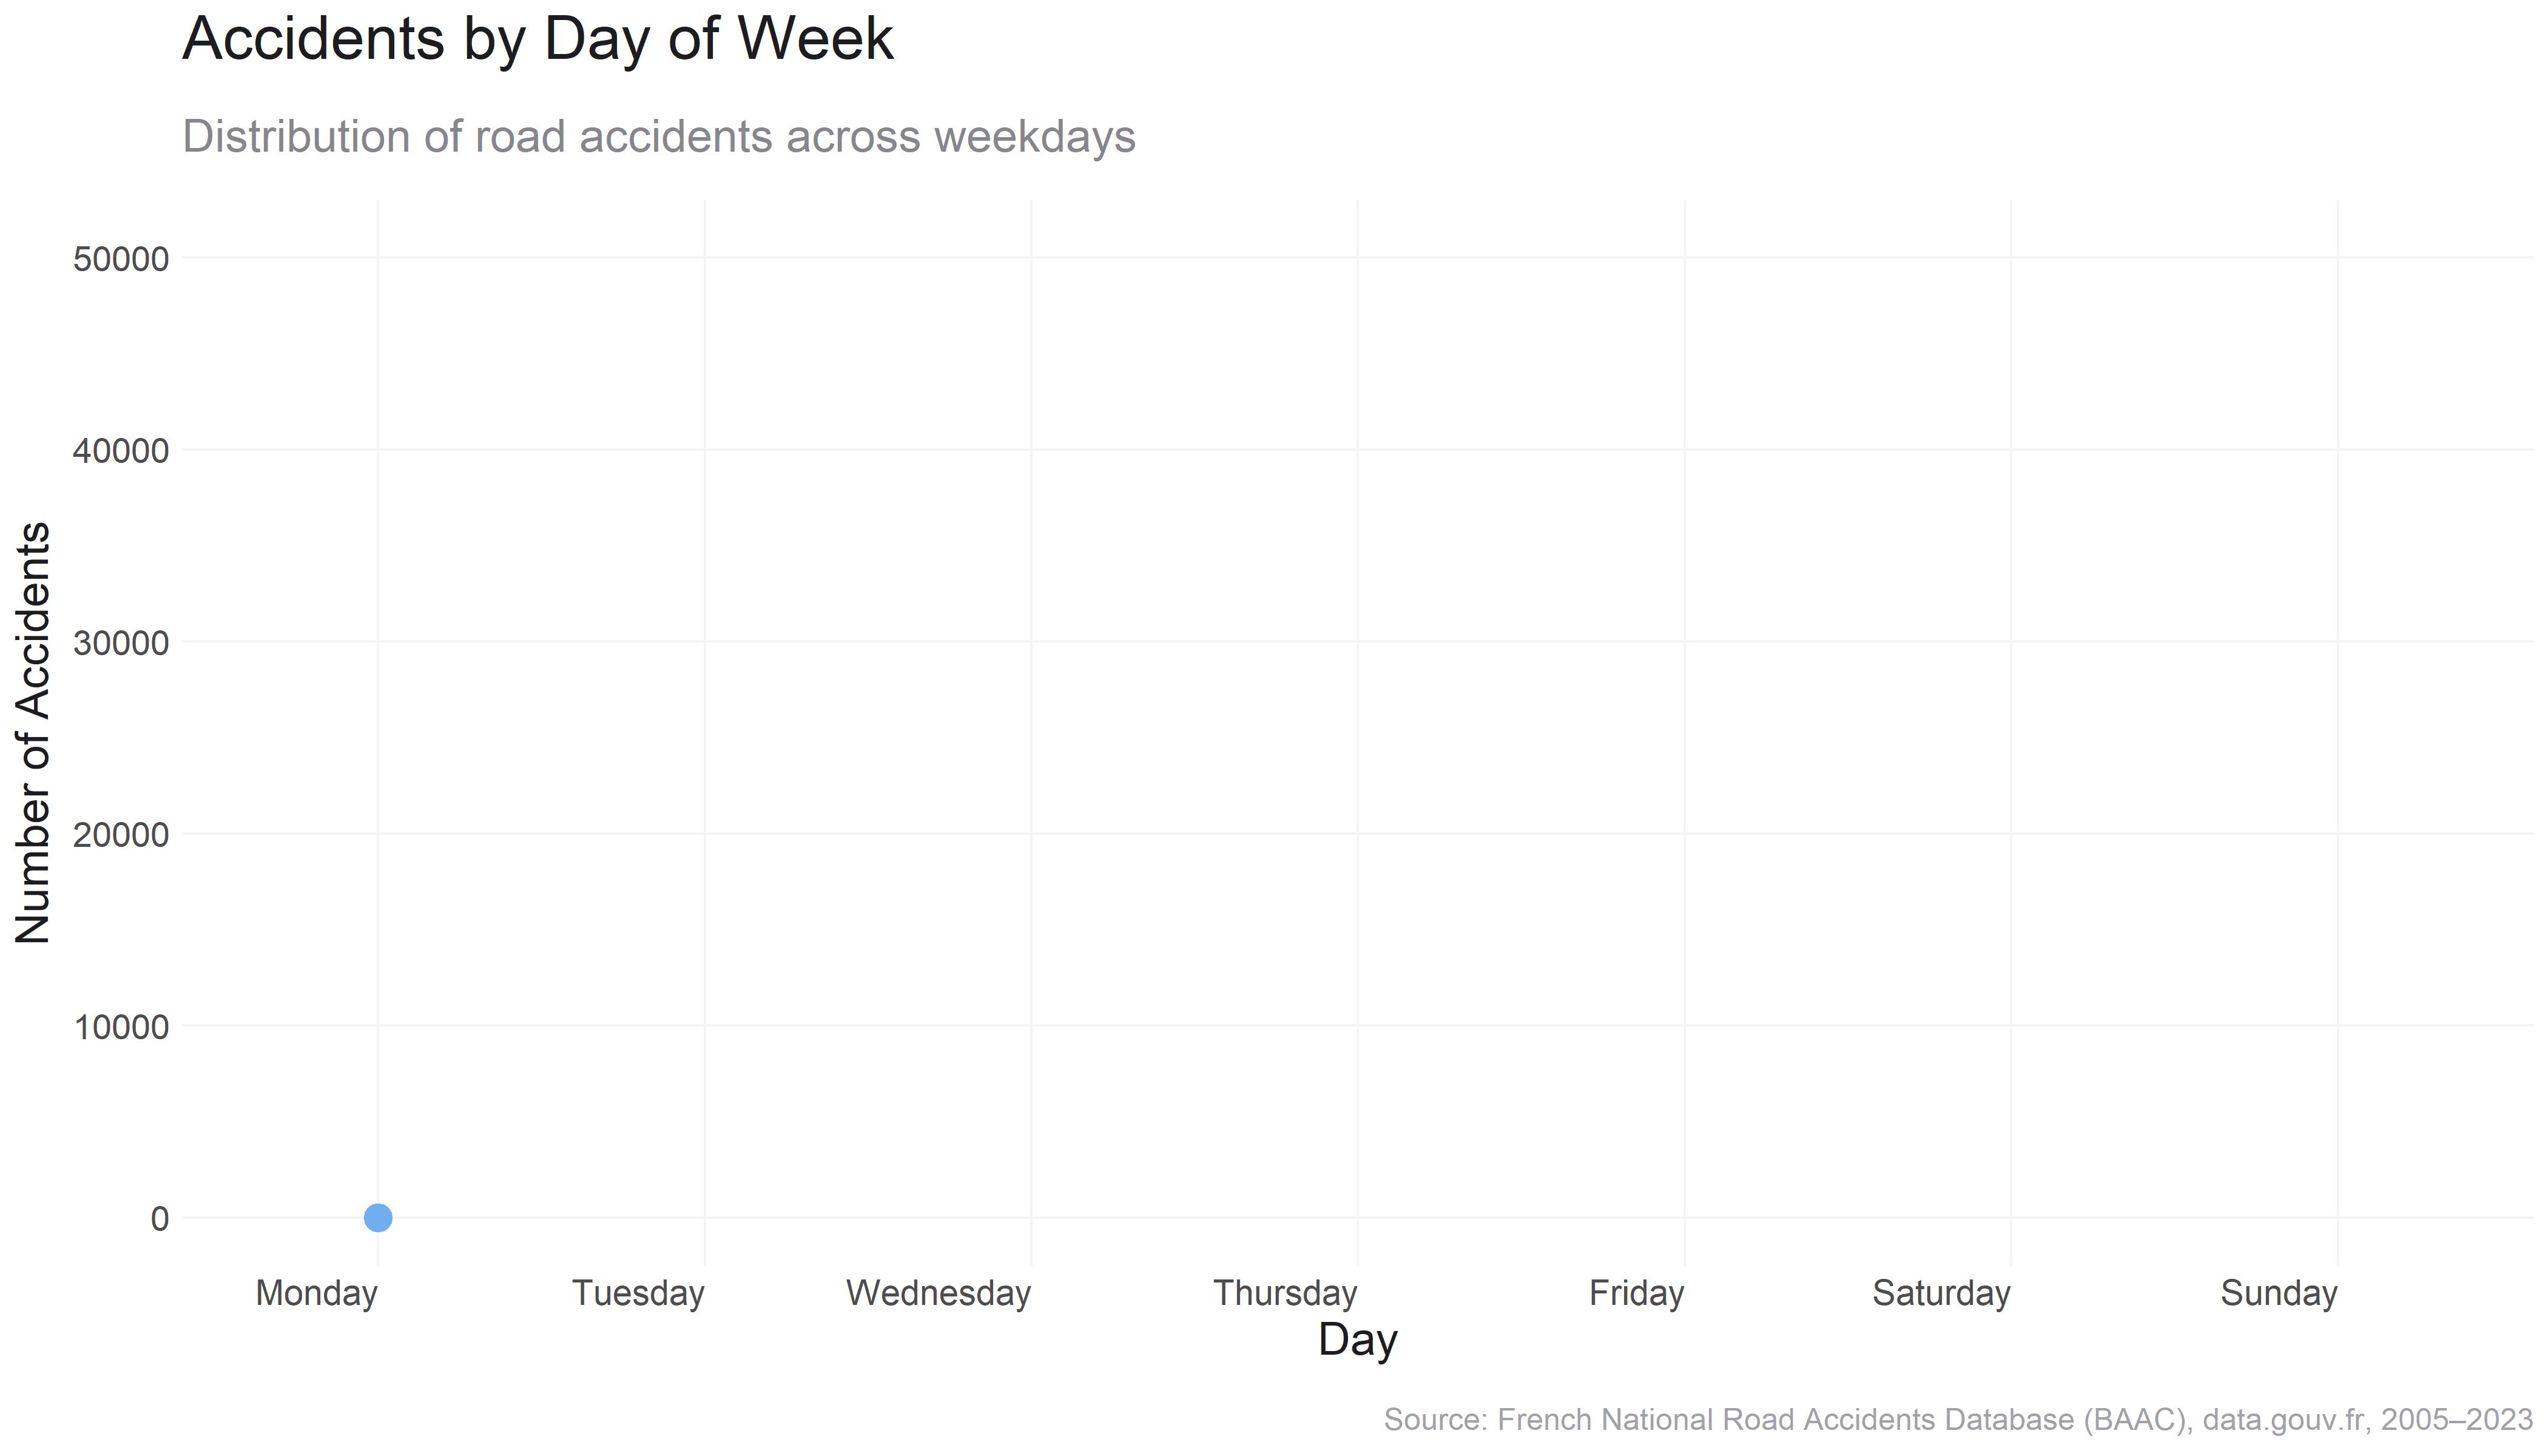 Accidents by Day of Week
Distribution of road accidents across weekdays
Number of Accidents
50000
40000
30000
20000
10000
0
Monday Tuesday Wednesday Thursday Friday Saturday Sunday
Day
Source: French National Road Accidents Database (BAAC), data.gouv.fr, 2005–2023